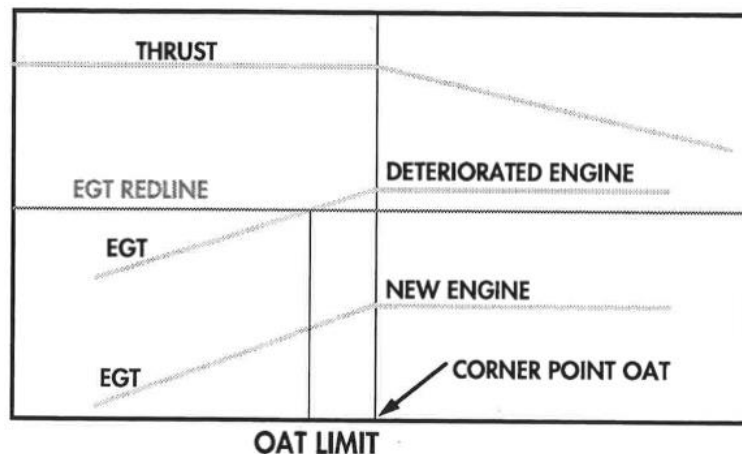 THRUST
DETERIORATED ENGINE
EGT REDLINE
EGT
NEW ENGINE
EGT
CORNER POINT OAT
OAT LIMIT